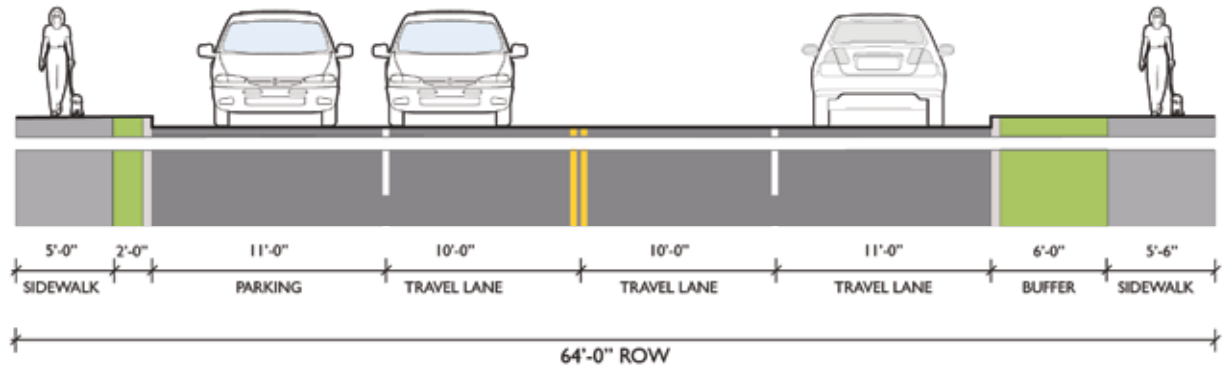 5'-0" 2'-0" 11'-0" 10'-0" 10'-0" 11'-0" 6'-0" 5'-6"
SIDEWALK PARKING TRAVEL LANE TRAVEL LANE TRAVEL LANE BUFFER SIDEWALK
64'-0" ROW